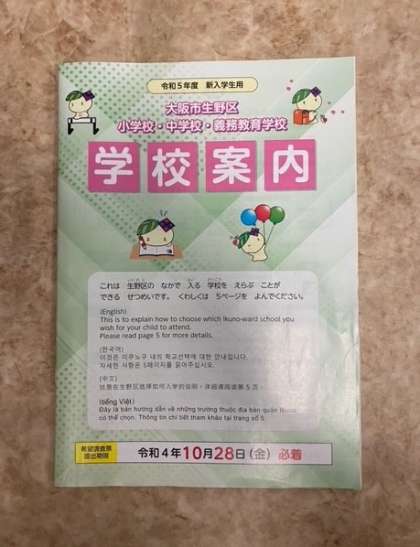 令和5年度 新入学生用
大阪市生野区
小学校・中学校・義務教育学校
学校案内
これは 生野区の なかで 入る 学校を えらぶ ことが
できる せつめいです。 くわしくは 5ページを よんでください。
(English)
This is to explain how to choose which Ikuno-ward school you
wish for your child to attend.
Please read page 5 for more details.
(한국어)
이것은 이쿠노구 내의 학교선택에 대한 안내입니다.
자세한 사항은 5페이지를 읽어주십시오.
(中文)
(tiếng Việt)
Đây là bản hướng dẫn về những trường thuộc địa bàn quận Ikuno
có thể chọn. Thông tin chi tiết tham khảo tại trang số 5.
希望調査票
提出期限
令和4年10月28日(金) 必着